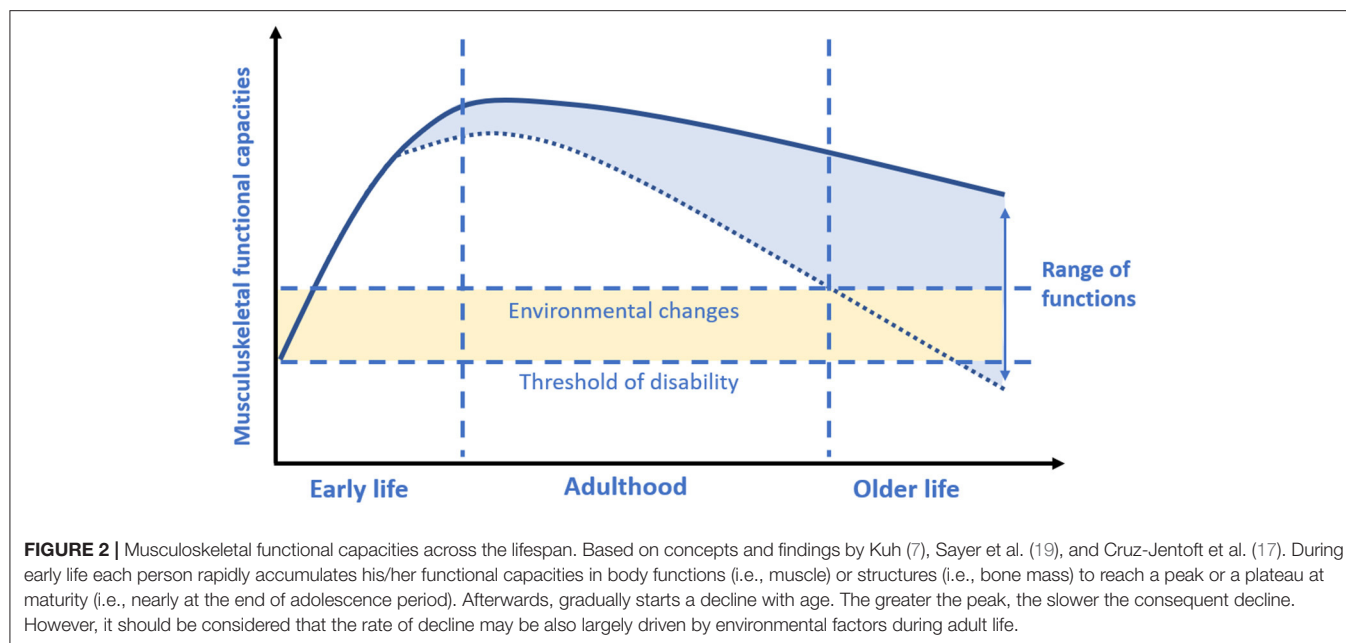 Musculuskeletal functional capacities
Environmental changes
Threshold of disability
Range of
functions
Early life
Adulthood
Older life
FIGURE 2 | Musculoskeletal functional capacities across the lifespan. Based on concepts and findings by Kuh (7), Sayer et al. (19), and Cruz-Jentoft et al. (17). During
early life each person rapidly accumulates his/her functional capacities in body functions (i.e., muscle) or structures (i.e., bone mass) to reach a peak or a plateau at
maturity (i.e., nearly at the end of adolescence period). Afterwards, gradually starts a decline with age. The greater the peak, the slower the consequent decline.
However, it should be considered that the rate of decline may be also largely driven by environmental factors during adult life.